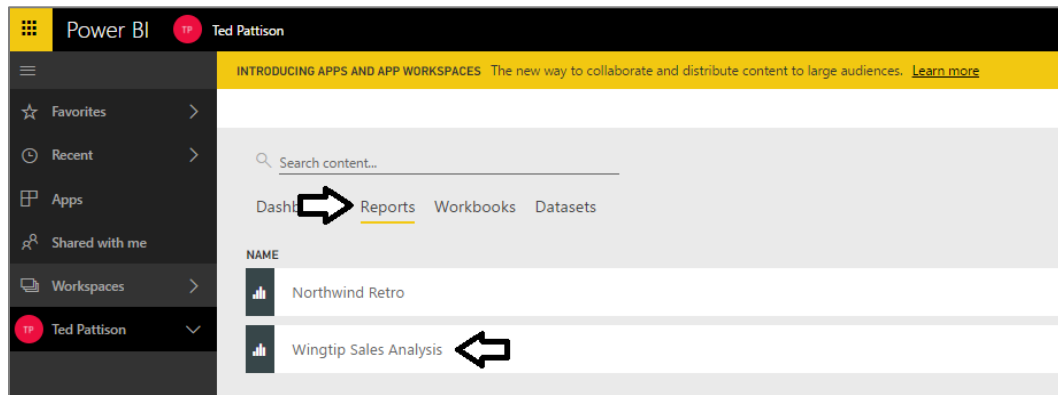 Power BI TP Ted Pattison
INTRODUCING APPS AND APP WORKSPACES The new way to collaborate and distribute content to large audiences. Learn more
Favorites
Recent
Search content...
Apps
Reports Workbooks Datasets
Shared with me
NAME
Workspaces
Northwind Retro
TP Ted Pattison
Wingtip Sales Analysis